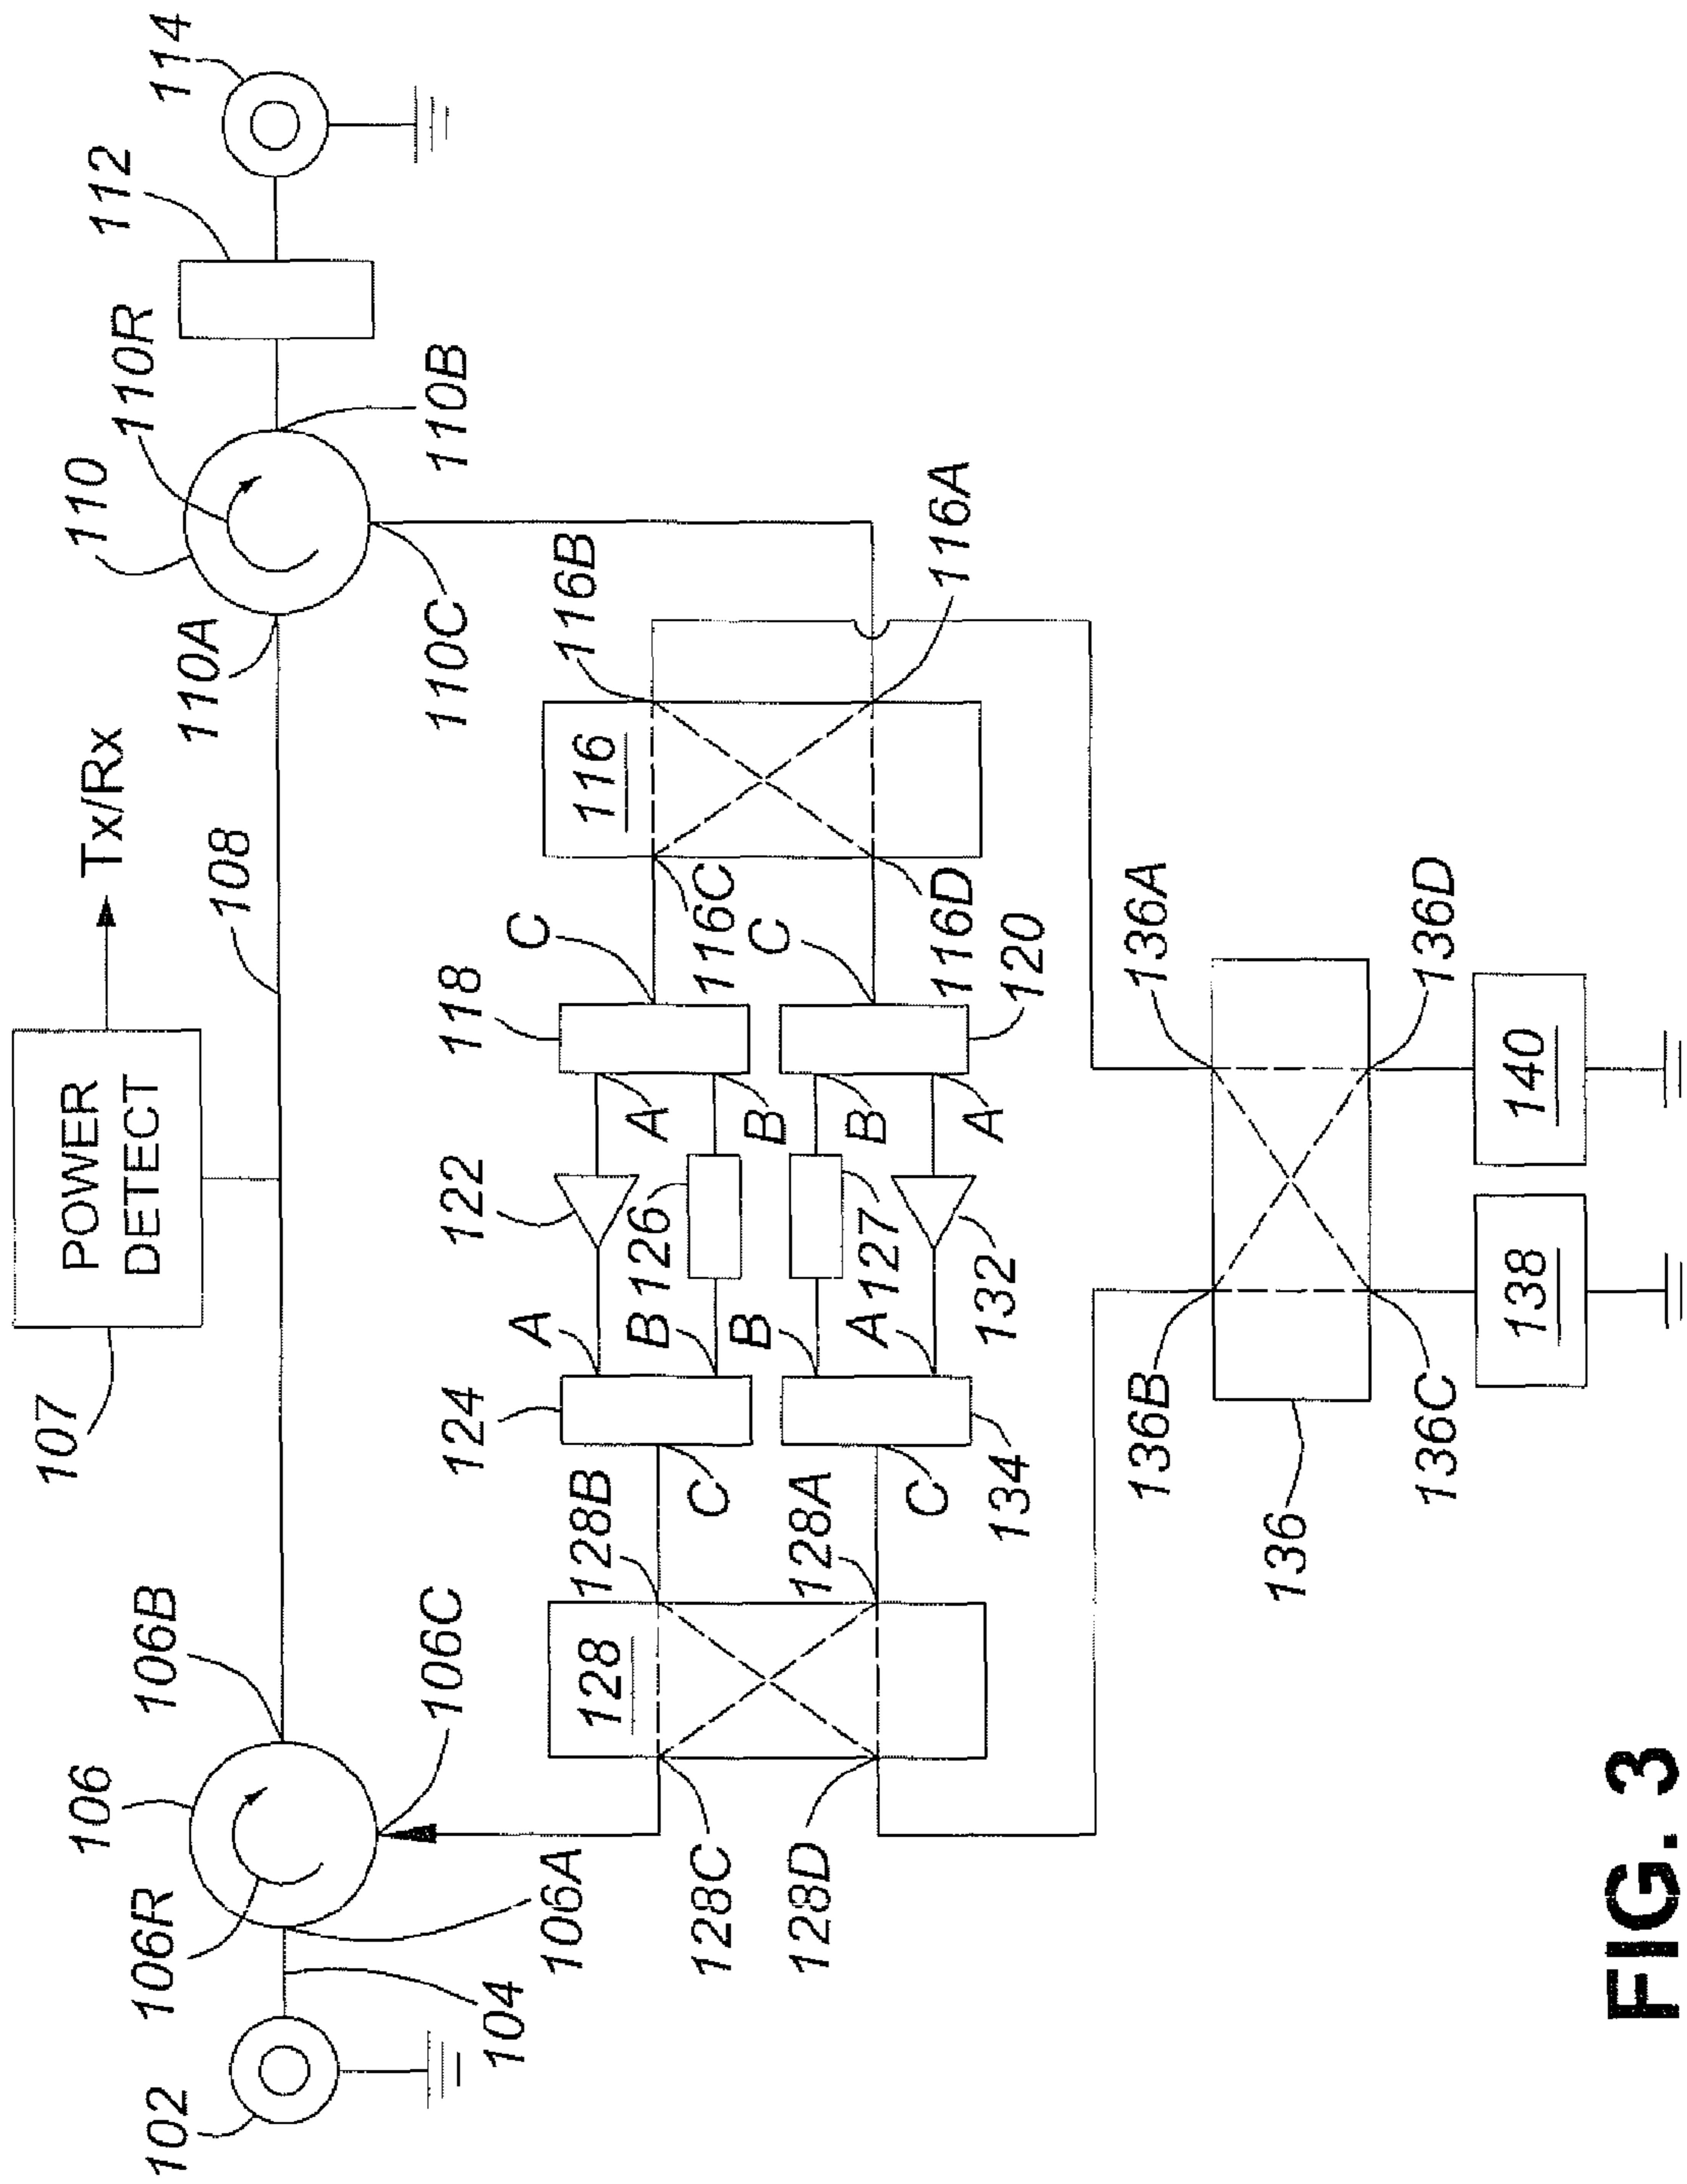 107
POWER
DETECT
Tx/Rx
108
102
104
106
106R
106A
106B
106C
110
110R
110A
110B
110C
112
114
128
128B
128A
128C
128D
124
A
B
C
122
A
126
B
118
C
116
116B
116A
116C
116D
134
B
A
C
127
B
132
A
120
C
136
136B
136A
136C
136D
138
140
FIG. 3